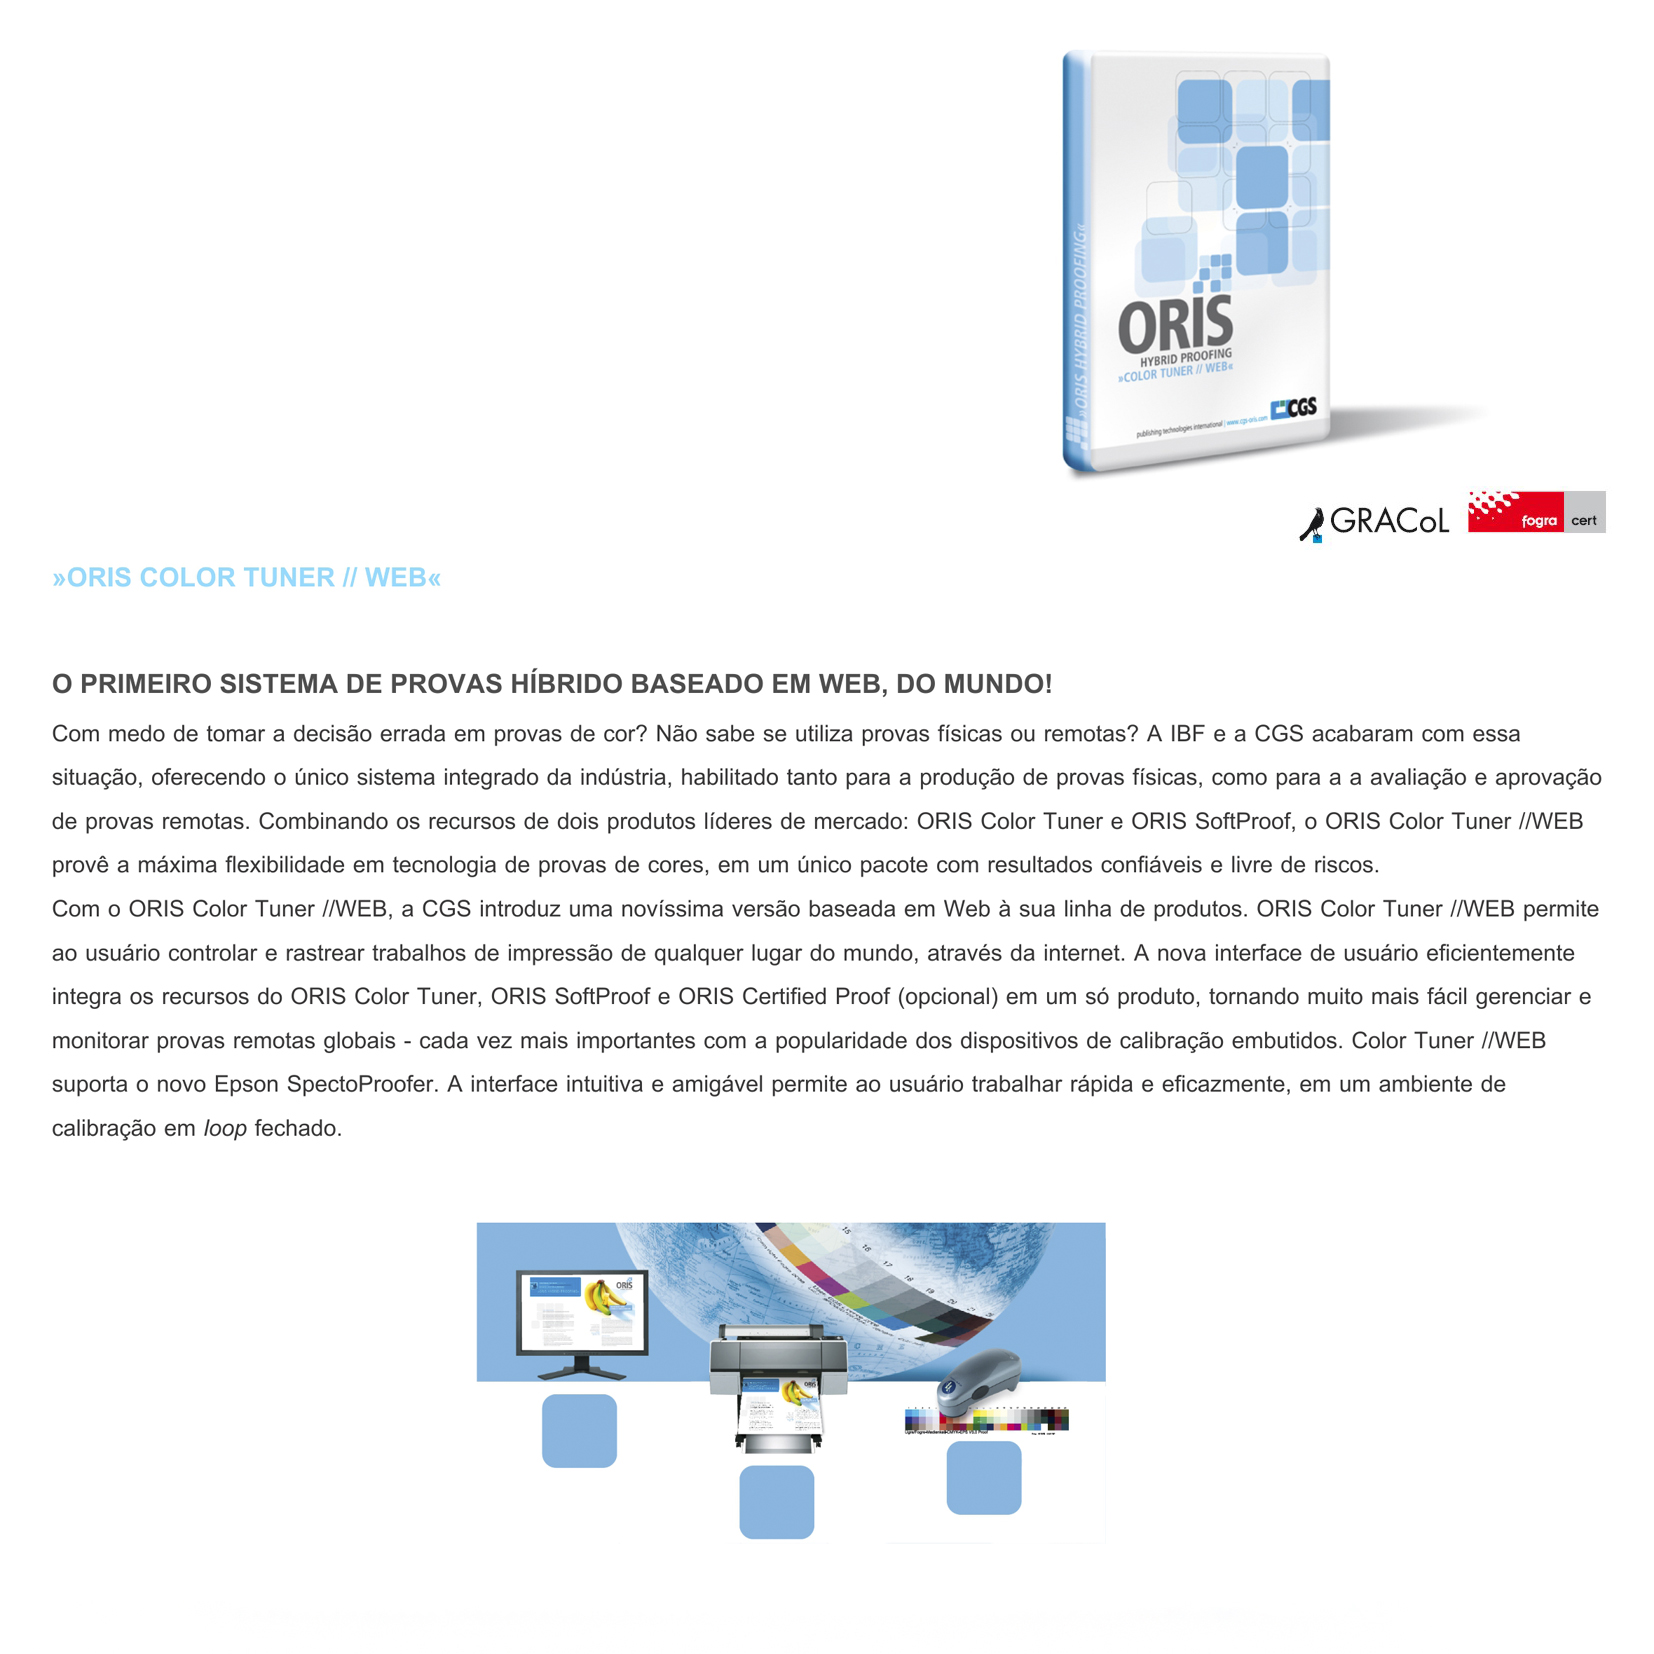 »ORIS HYBRID PROOFING«
ORIS
HYBRID PROOFING
»COLOR TUNER // WEB«
CGS
publishing technologies international | www.cgs-oris.com
GRACoL
fogra cert
»ORIS COLOR TUNER // WEB«
O PRIMEIRO SISTEMA DE PROVAS HÍBRIDO BASEADO EM WEB, DO MUNDO!
Com medo de tomar a decisão errada em provas de cor? Não sabe se utiliza provas físicas ou remotas? A IBF e a CGS acabaram com essa
situação, oferecendo o único sistema integrado da indústria, habilitado tanto para a produção de provas físicas, como para a a avaliação e aprovação
de provas remotas. Combinando os recursos de dois produtos líderes de mercado: ORIS Color Tuner e ORIS SoftProof, o ORIS Color Tuner //WEB
provê a máxima flexibilidade em tecnologia de provas de cores, em um único pacote com resultados confiáveis e livre de riscos.
Com o ORIS Color Tuner //WEB, a CGS introduz uma novíssima versão baseada em Web à sua linha de produtos. ORIS Color Tuner //WEB permite
ao usuário controlar e rastrear trabalhos de impressão de qualquer lugar do mundo, através da internet. A nova interface de usuário eficientemente
integra os recursos do ORIS Color Tuner, ORIS SoftProof e ORIS Certified Proof (opcional) em um só produto, tornando muito mais fácil gerenciar e
monitorar provas remotas globais - cada vez mais importantes com a popularidade dos dispositivos de calibração embutidos. Color Tuner //WEB
suporta o novo Epson SpectoProofer. A interface intuitiva e amigável permite ao usuário trabalhar rápida e eficazmente, em um ambiente de
calibração em loop fechado.
15
16
17
18
19
20
21
ORIS
ORIS